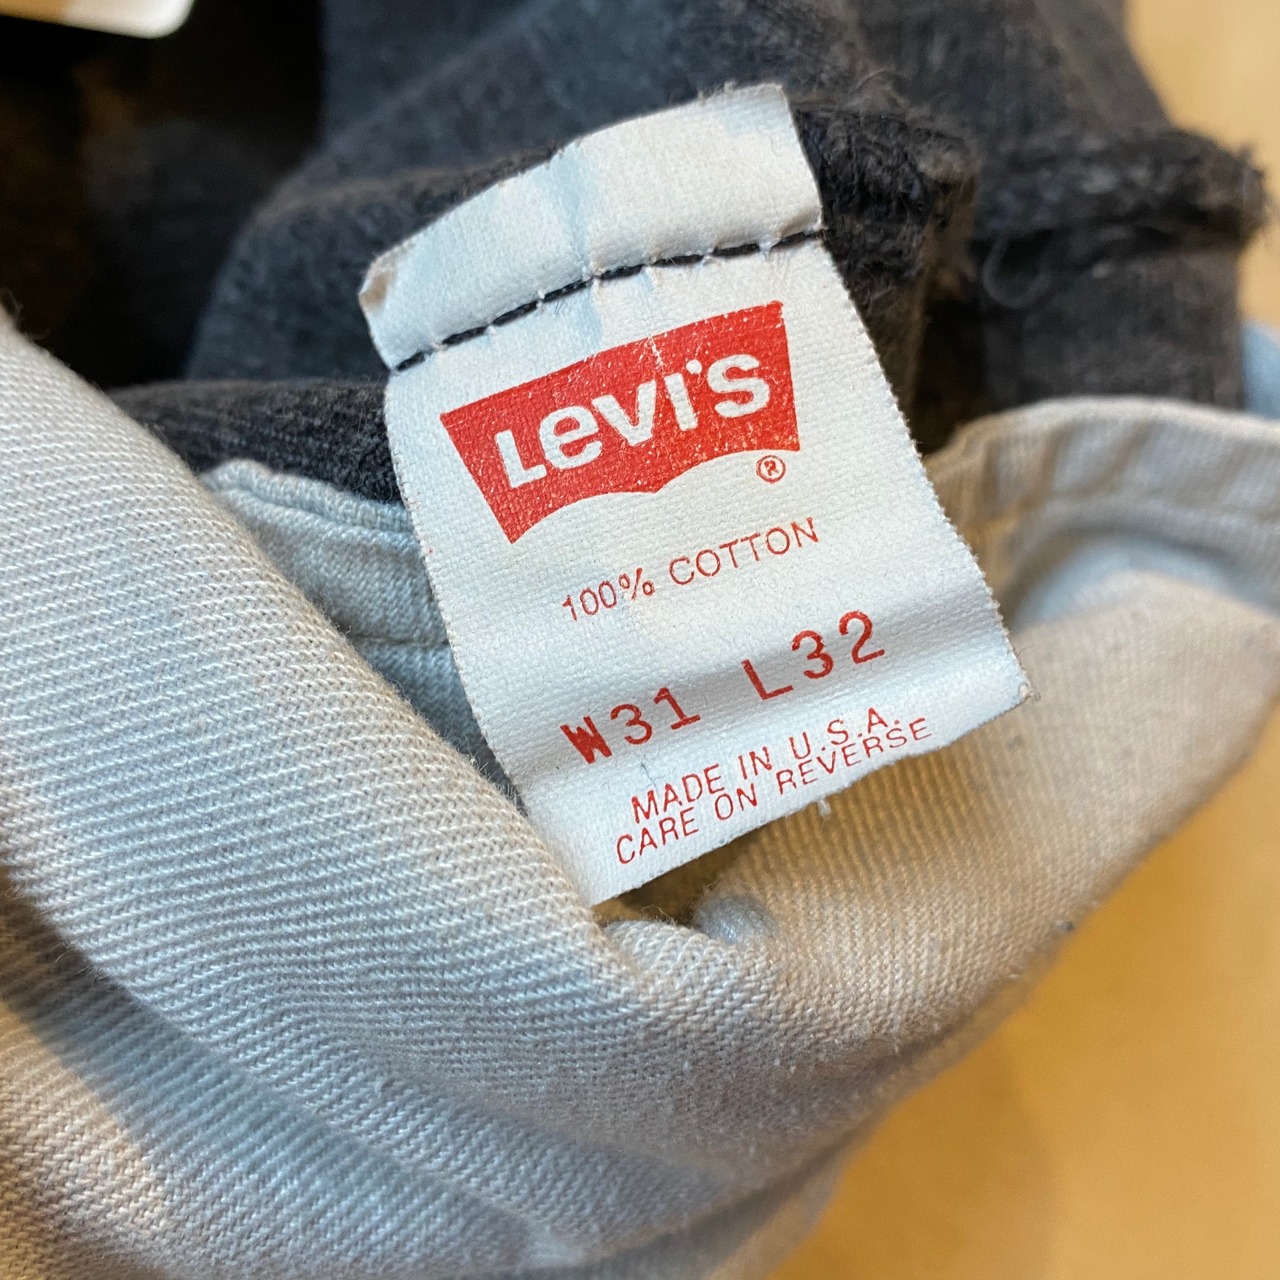 Levi's ®
100% COTTON
W31 L32
MADE IN U.S.A.
CARE ON REVERSE